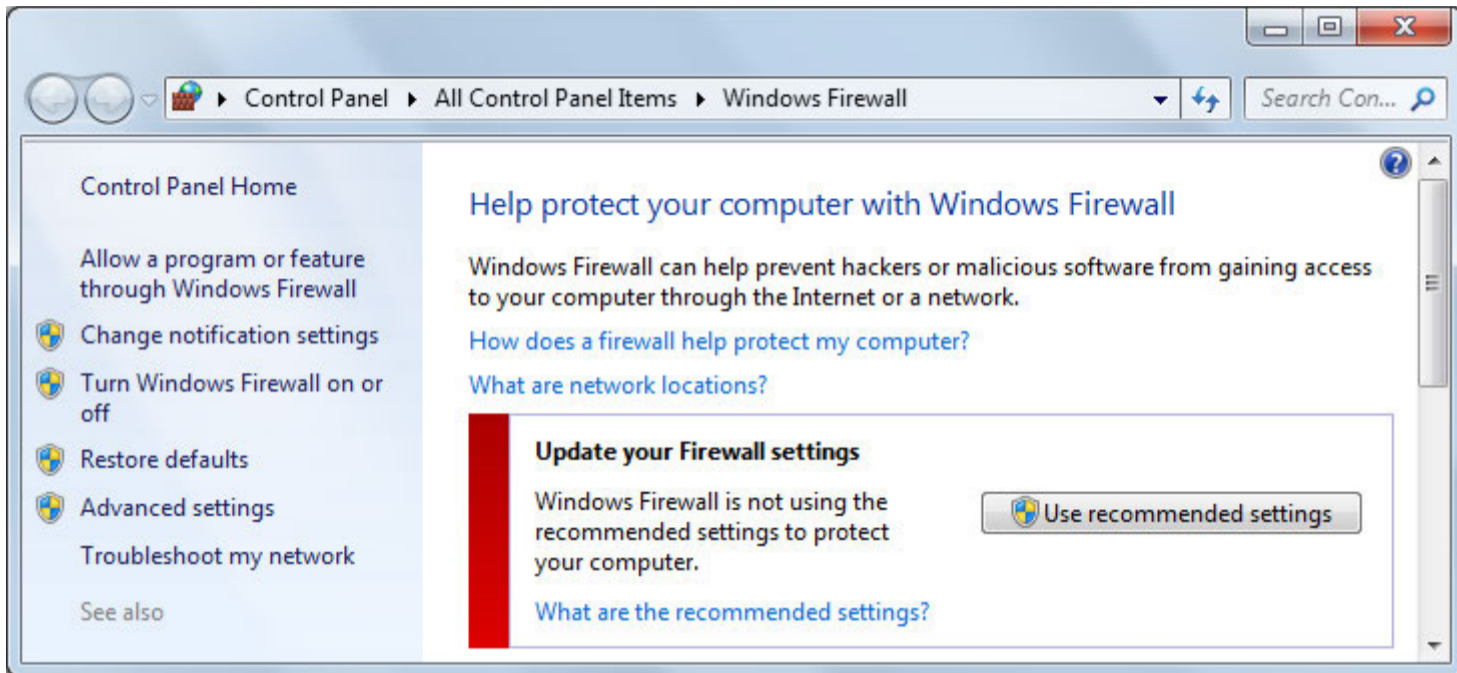 Control Panel ▸ All Control Panel Items ▸ Windows Firewall
Search Con...
Control Panel Home
Allow a program or feature
through Windows Firewall
Change notification settings
Turn Windows Firewall on or
off
Restore defaults
Advanced settings
Troubleshoot my network
See also
Help protect your computer with Windows Firewall
Windows Firewall can help prevent hackers or malicious software from gaining access
to your computer through the Internet or a network.
How does a firewall help protect my computer?
What are network locations?
Update your Firewall settings
Windows Firewall is not using the
recommended settings to protect
your computer.
Use recommended settings
What are the recommended settings?